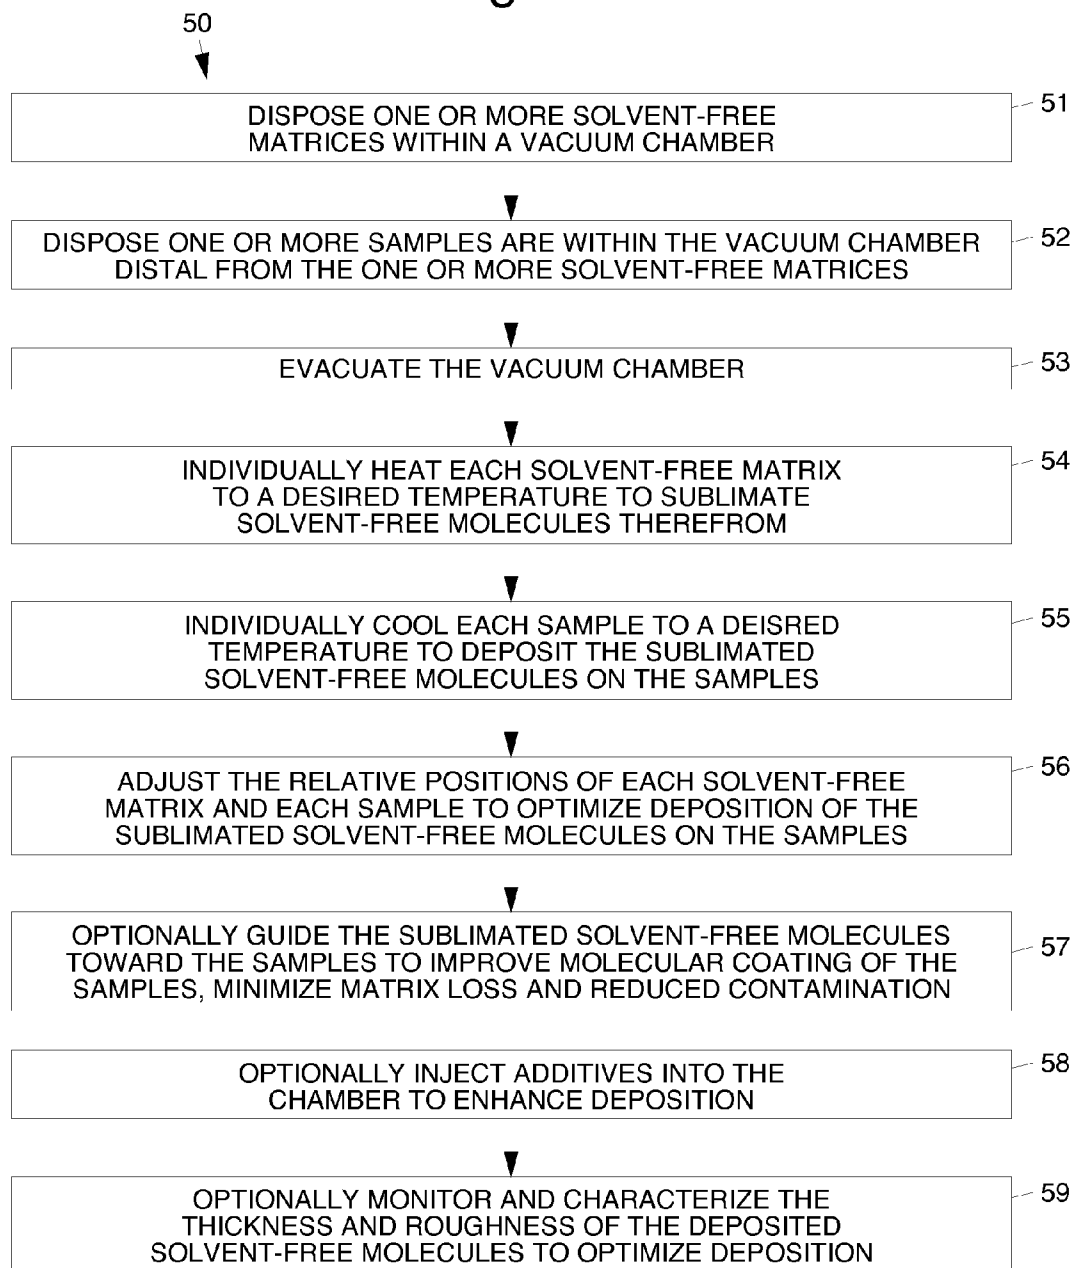 50
DISPOSE ONE OR MORE SOLVENT-FREE
MATRICES WITHIN A VACUUM CHAMBER
51
DISPOSE ONE OR MORE SAMPLES ARE WITHIN THE VACUUM CHAMBER
DISTAL FROM THE ONE OR MORE SOLVENT-FREE MATRICES
52
EVACUATE THE VACUUM CHAMBER
53
INDIVIDUALLY HEAT EACH SOLVENT-FREE MATRIX
TO A DESIRED TEMPERATURE TO SUBLIMATE
SOLVENT-FREE MOLECULES THEREFROM
54
INDIVIDUALLY COOL EACH SAMPLE TO A DEISRED
TEMPERATURE TO DEPOSIT THE SUBLIMATED
SOLVENT-FREE MOLECULES ON THE SAMPLES
55
ADJUST THE RELATIVE POSITIONS OF EACH SOLVENT-FREE
MATRIX AND EACH SAMPLE TO OPTIMIZE DEPOSITION OF THE
SUBLIMATED SOLVENT-FREE MOLECULES ON THE SAMPLES
56
OPTIONALLY GUIDE THE SUBLIMATED SOLVENT-FREE MOLECULES
TOWARD THE SAMPLES TO IMPROVE MOLECULAR COATING OF THE
SAMPLES, MINIMIZE MATRIX LOSS AND REDUCED CONTAMINATION
57
OPTIONALLY INJECT ADDITIVES INTO THE
CHAMBER TO ENHANCE DEPOSITION
58
OPTIONALLY MONITOR AND CHARACTERIZE THE
THICKNESS AND ROUGHNESS OF THE DEPOSITED
SOLVENT-FREE MOLECULES TO OPTIMIZE DEPOSITION
59